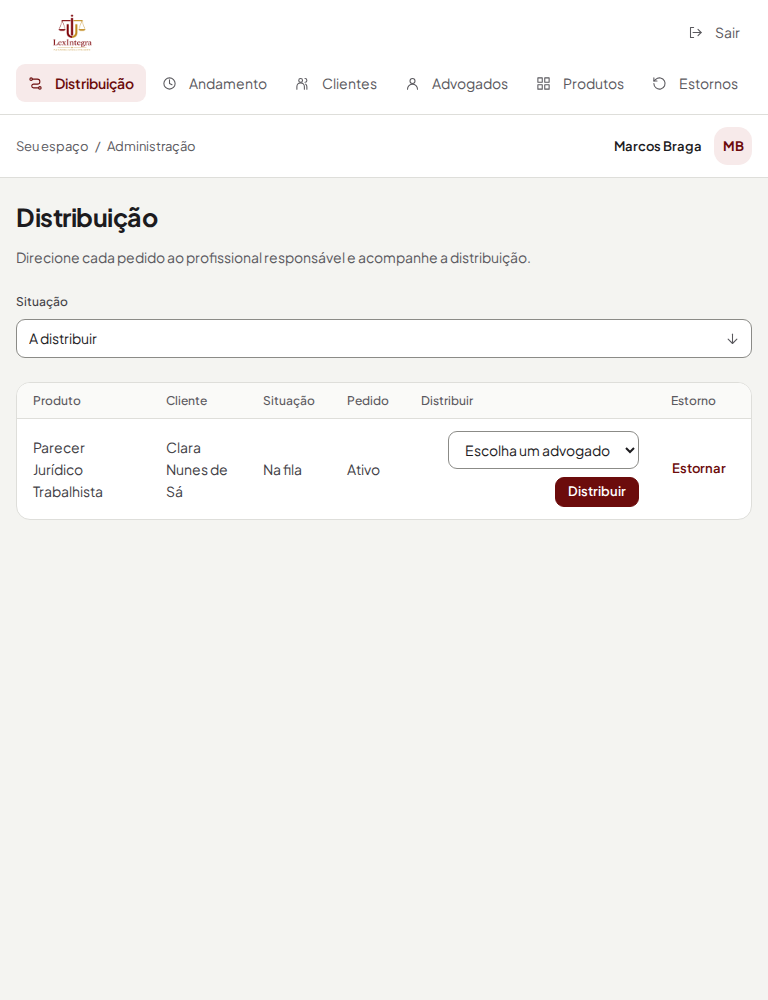 LexIntegra
Sair
Distribuição
Andamento
Clientes
Advogados
Produtos
Estornos
Seu espaço / Administração
Marcos Braga
MB
Distribuição
Direcione cada pedido ao profissional responsável e acompanhe a distribuição.
Situação
A distribuir
Produto Cliente Situação Pedido Distribuir Estorno
Parecer
Jurídico
Trabalhista
Clara
Nunes de
Sá
Na fila
Ativo
Escolha um advogado
Distribuir
Estornar